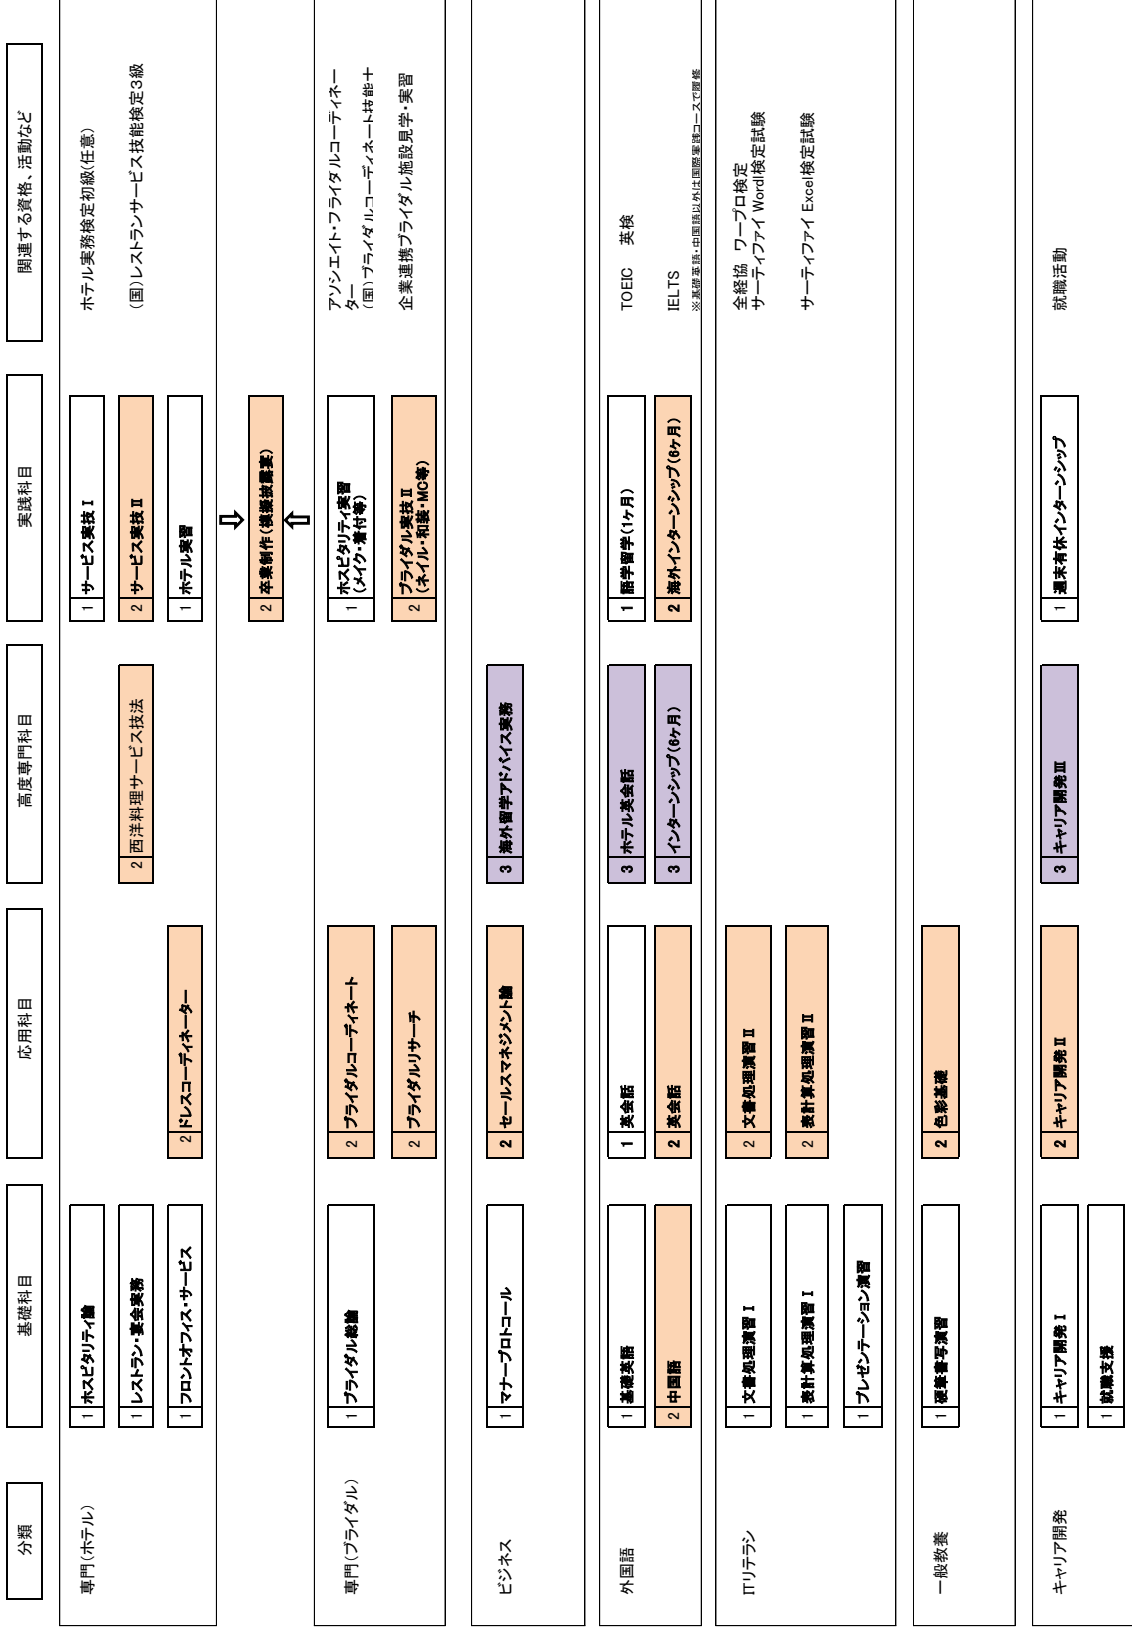 分類
基礎科目
応用科目
高度専門科目
実践科目
関連する資格、活動など
専門(ホテル)
1 ホスピタリティ論
1 サービス実技Ⅰ
ホテル実務検定初級(任意)
1 レストラン・宴会実務
2 西洋料理サービス技法
2 サービス実技Ⅱ
(国)レストランサービス技能検定3級
1 フロントオフィス・サービス
2 ドレスコーディネーター
1 ホテル実習
2 卒業制作(模擬披露宴)
専門(ブライダル)
1 ブライダル総論
2 ブライダルコーディネート
1 ホスピタリティ実習
(メイク・着付等)
アソシエイト・ブライダルコーディネー
ター
(国)ブライダルコーディネート技能士
2 ブライダルリサーチ
2 ブライダル実技Ⅱ
(ネイル・和装・MC等)
企業連携ブライダル施設見学・実習
ビジネス
1 マナープロトコール
2 セールスマネジメント論
3 海外留学アドバイス実務
外国語
1 基礎英語
1 英会話
3 ホテル英会話
1 語学留学(1ヶ月)
TOEIC 英検
2 中国語
2 英会話
3 インターンシップ(6ヶ月)
2 海外インターンシップ(6ヶ月)
IELTS
※基礎英語・中国語以外は国際実践コースで履修
ITリテラシ
1 文書処理演習Ⅰ
2 文書処理演習Ⅱ
全経協 ワープロ検定
サーティファイ Word検定試験
1 表計算処理演習Ⅰ
2 表計算処理演習Ⅱ
サーティファイ Excel検定試験
1 プレゼンテーション演習
一般教養
1 硬筆書写演習
2 色彩基礎
キャリア開発
1 キャリア開発Ⅰ
2 キャリア開発Ⅱ
3 キャリア開発Ⅲ
1 週末有休インターンシップ
就職活動
1 就職支援